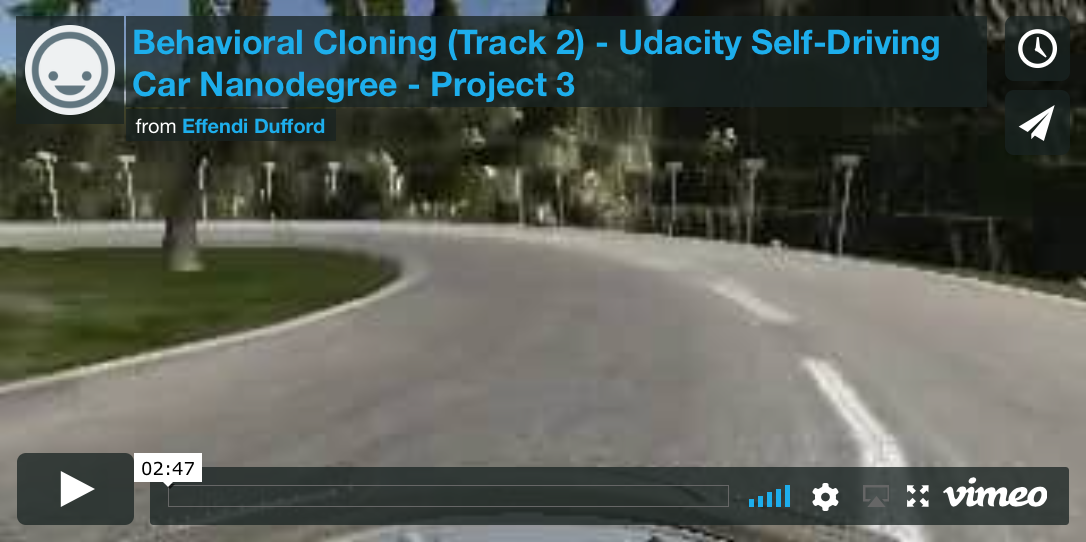 Behavioral Cloning (Track 2) - Udacity Self-Driving
Car Nanodegree - Project 3
from Effendi Dufford
02:47
vimeo